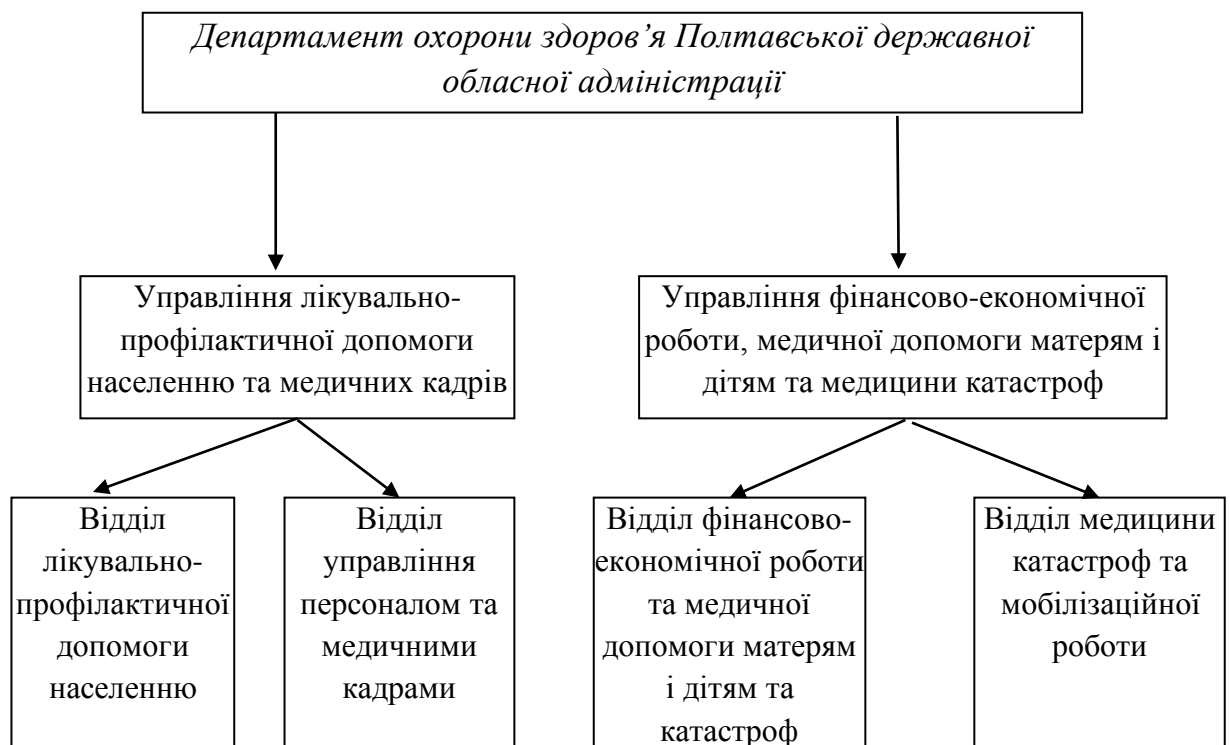 Департамент охорони здоров’я Полтавської державної
обласної адміністрації
Управління лікувально-
профілактичної допомоги
населенню та медичних кадрів
Управління фінансово-економічної
роботи, медичної допомоги матерям і
дітям та медицини катастроф
Відділ
лікувально-
профілактичної
допомоги
населенню
Відділ
управління
персоналом та
медичними
кадрами
Відділ фінансово-
економічної роботи
та медичної
допомоги матерям
і дітям та
катастроф
Відділ медицини
катастроф та
мобілізаційної
роботи